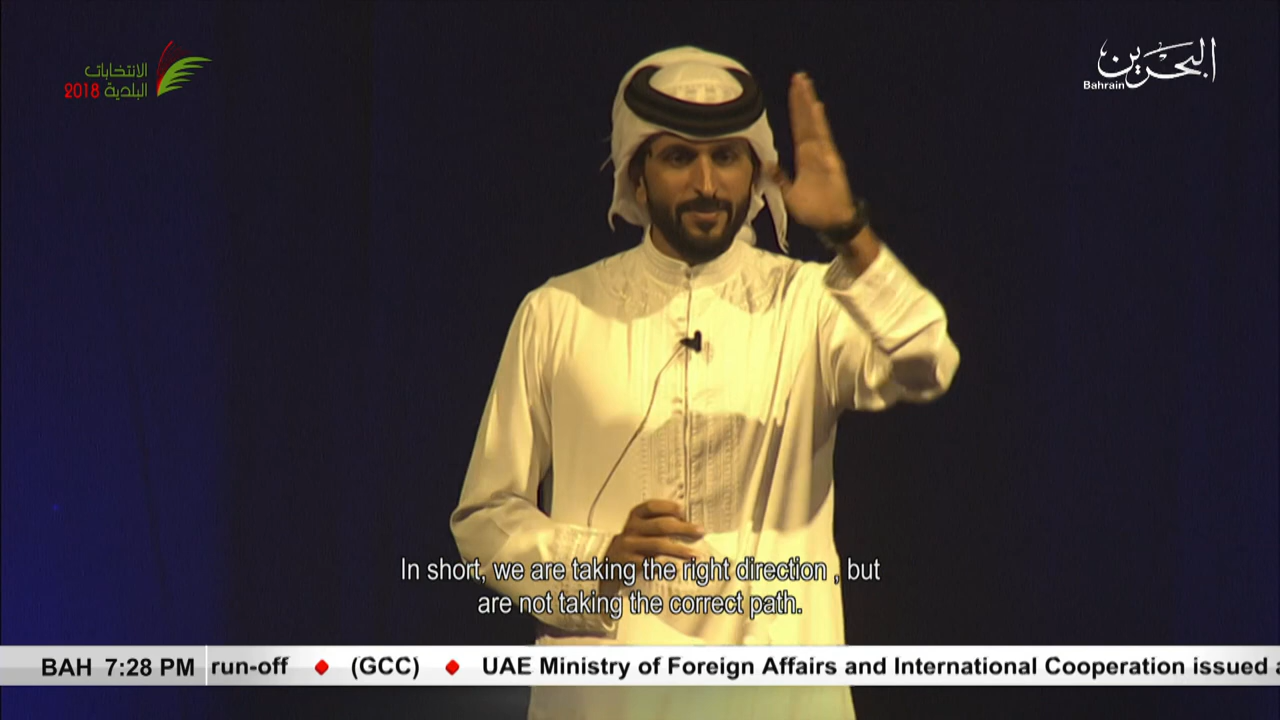 الانتخابات
البلدية 2018
البحرين
Bahrain
In short, we are taking the right direction , but
are not taking the correct path.
BAH 7:28 PM run-off (GCC) UAE Ministry of Foreign Affairs and International Cooperation issued a